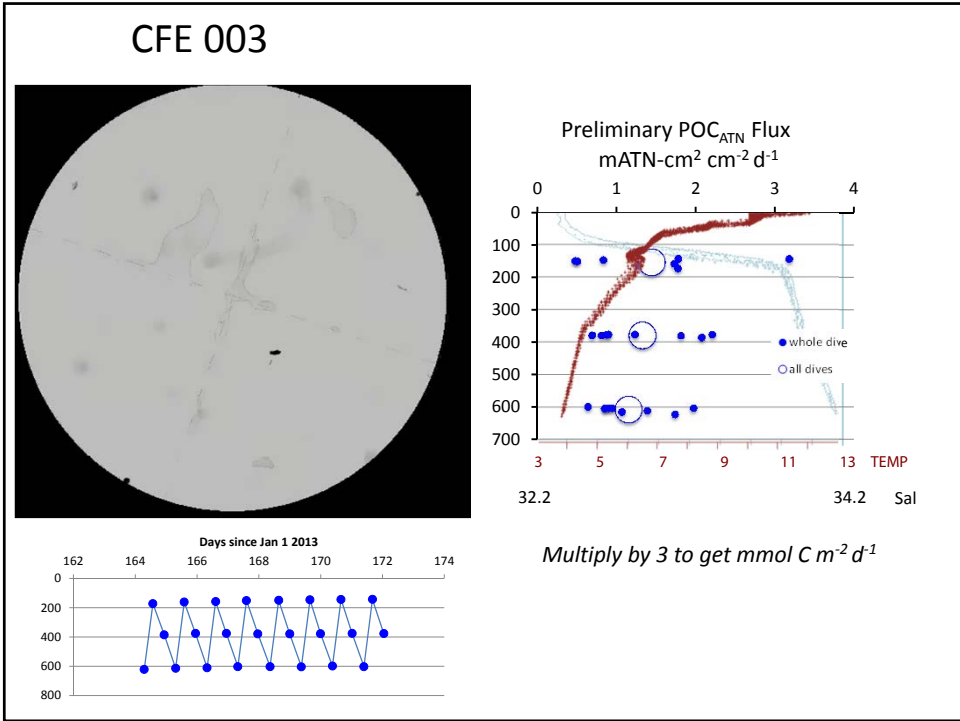 CFE 003
Preliminary POC_ATN Flux
mATN-cm² cm⁻² d⁻¹
0 1 2 3 4
0
100
200
300
400
500
600
700
whole dive
all dives
3 5 7 9 11 13 TEMP
32.2 34.2 Sal
Multiply by 3 to get mmol C m⁻² d⁻¹
Days since Jan 1 2013
162 164 166 168 170 172 174
0
200
400
600
800